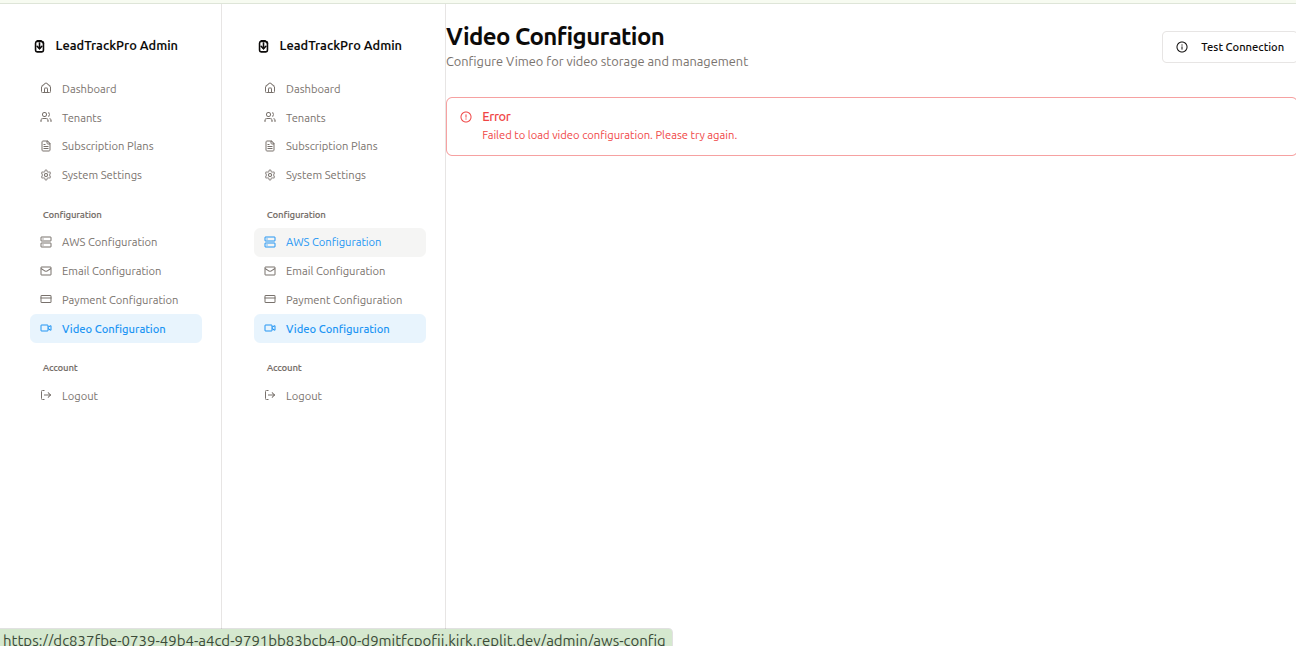 LeadTrackPro Admin
Dashboard
Tenants
Subscription Plans
System Settings
Configuration
AWS Configuration
Email Configuration
Payment Configuration
Video Configuration
Account
Logout
LeadTrackPro Admin
Dashboard
Tenants
Subscription Plans
System Settings
Configuration
AWS Configuration
Email Configuration
Payment Configuration
Video Configuration
Account
Logout
Video Configuration
Configure Vimeo for video storage and management
Test Connection
Error
Failed to load video configuration. Please try again.
https://dc837fbe-0739-49b4-a4cd-9791bb83bcb4-00-d9mitfcpofii.kirk.replit.dev/admin/aws-config